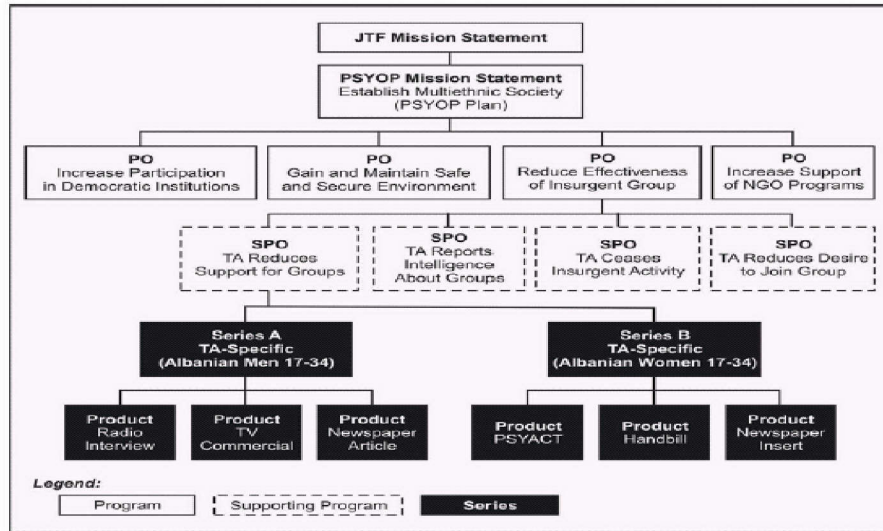 JTF Mission Statement
PSYOP Mission Statement
Establish Multiethnic Society
(PSYOP Plan)
PO
Increase Participation
in Democratic Institutions
PO
Gain and Maintain Safe
and Secure Environment
PO
Reduce Effectiveness
of Insurgent Group
PO
Increase Support
of NGO Programs
SPO
TA Reduces
Support for Groups
SPO
TA Reports
Intelligence
About Groups
SPO
TA Ceases
Insurgent Activity
SPO
TA Reduces Desire
to Join Group
Series A
TA-Specific
(Albanian Men 17-34)
Series B
TA-Specific
(Albanian Women 17-34)
Product
Radio
Interview
Product
TV
Commercial
Product
Newspaper
Article
Product
PSYACT
Product
Handbill
Product
Newspaper
Insert
Legend:
Program
Supporting Program
Series